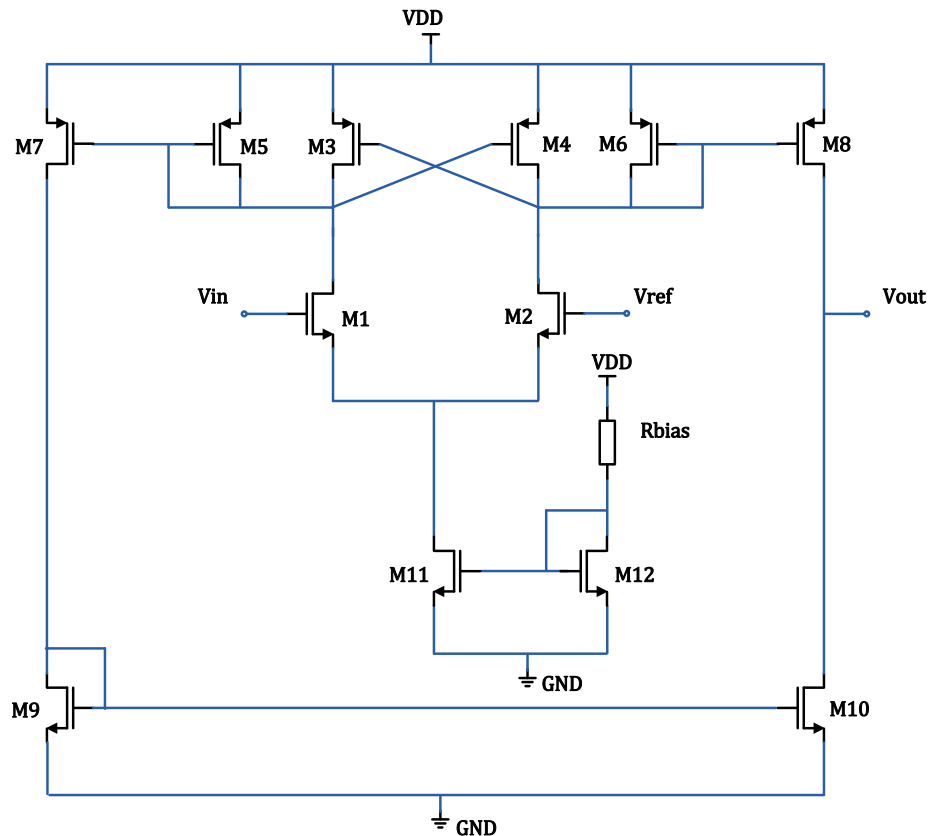 VDD
M7
M5
M3
M4
M6
M8
Vin
M1
M2
Vref
Vout
VDD
Rbias
M11
M12
GND
M9
M10
GND